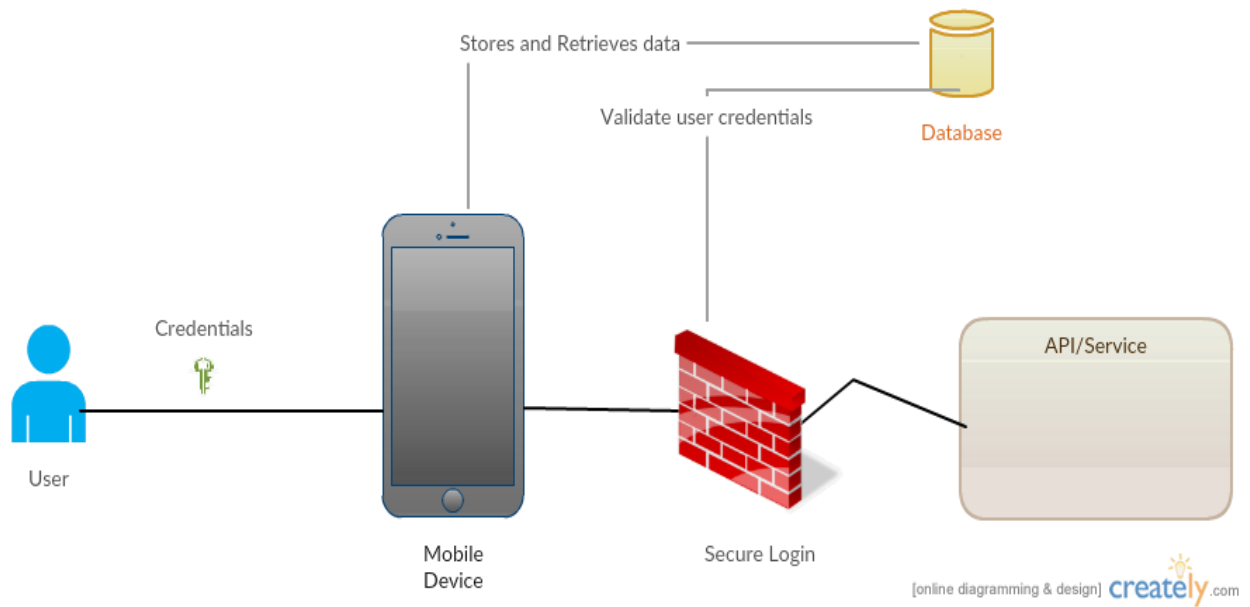 Stores and Retrieves data
Validate user credentials
Database
Credentials
API/Service
User
Mobile
Device
Secure Login
[online diagramming & design] creately.com